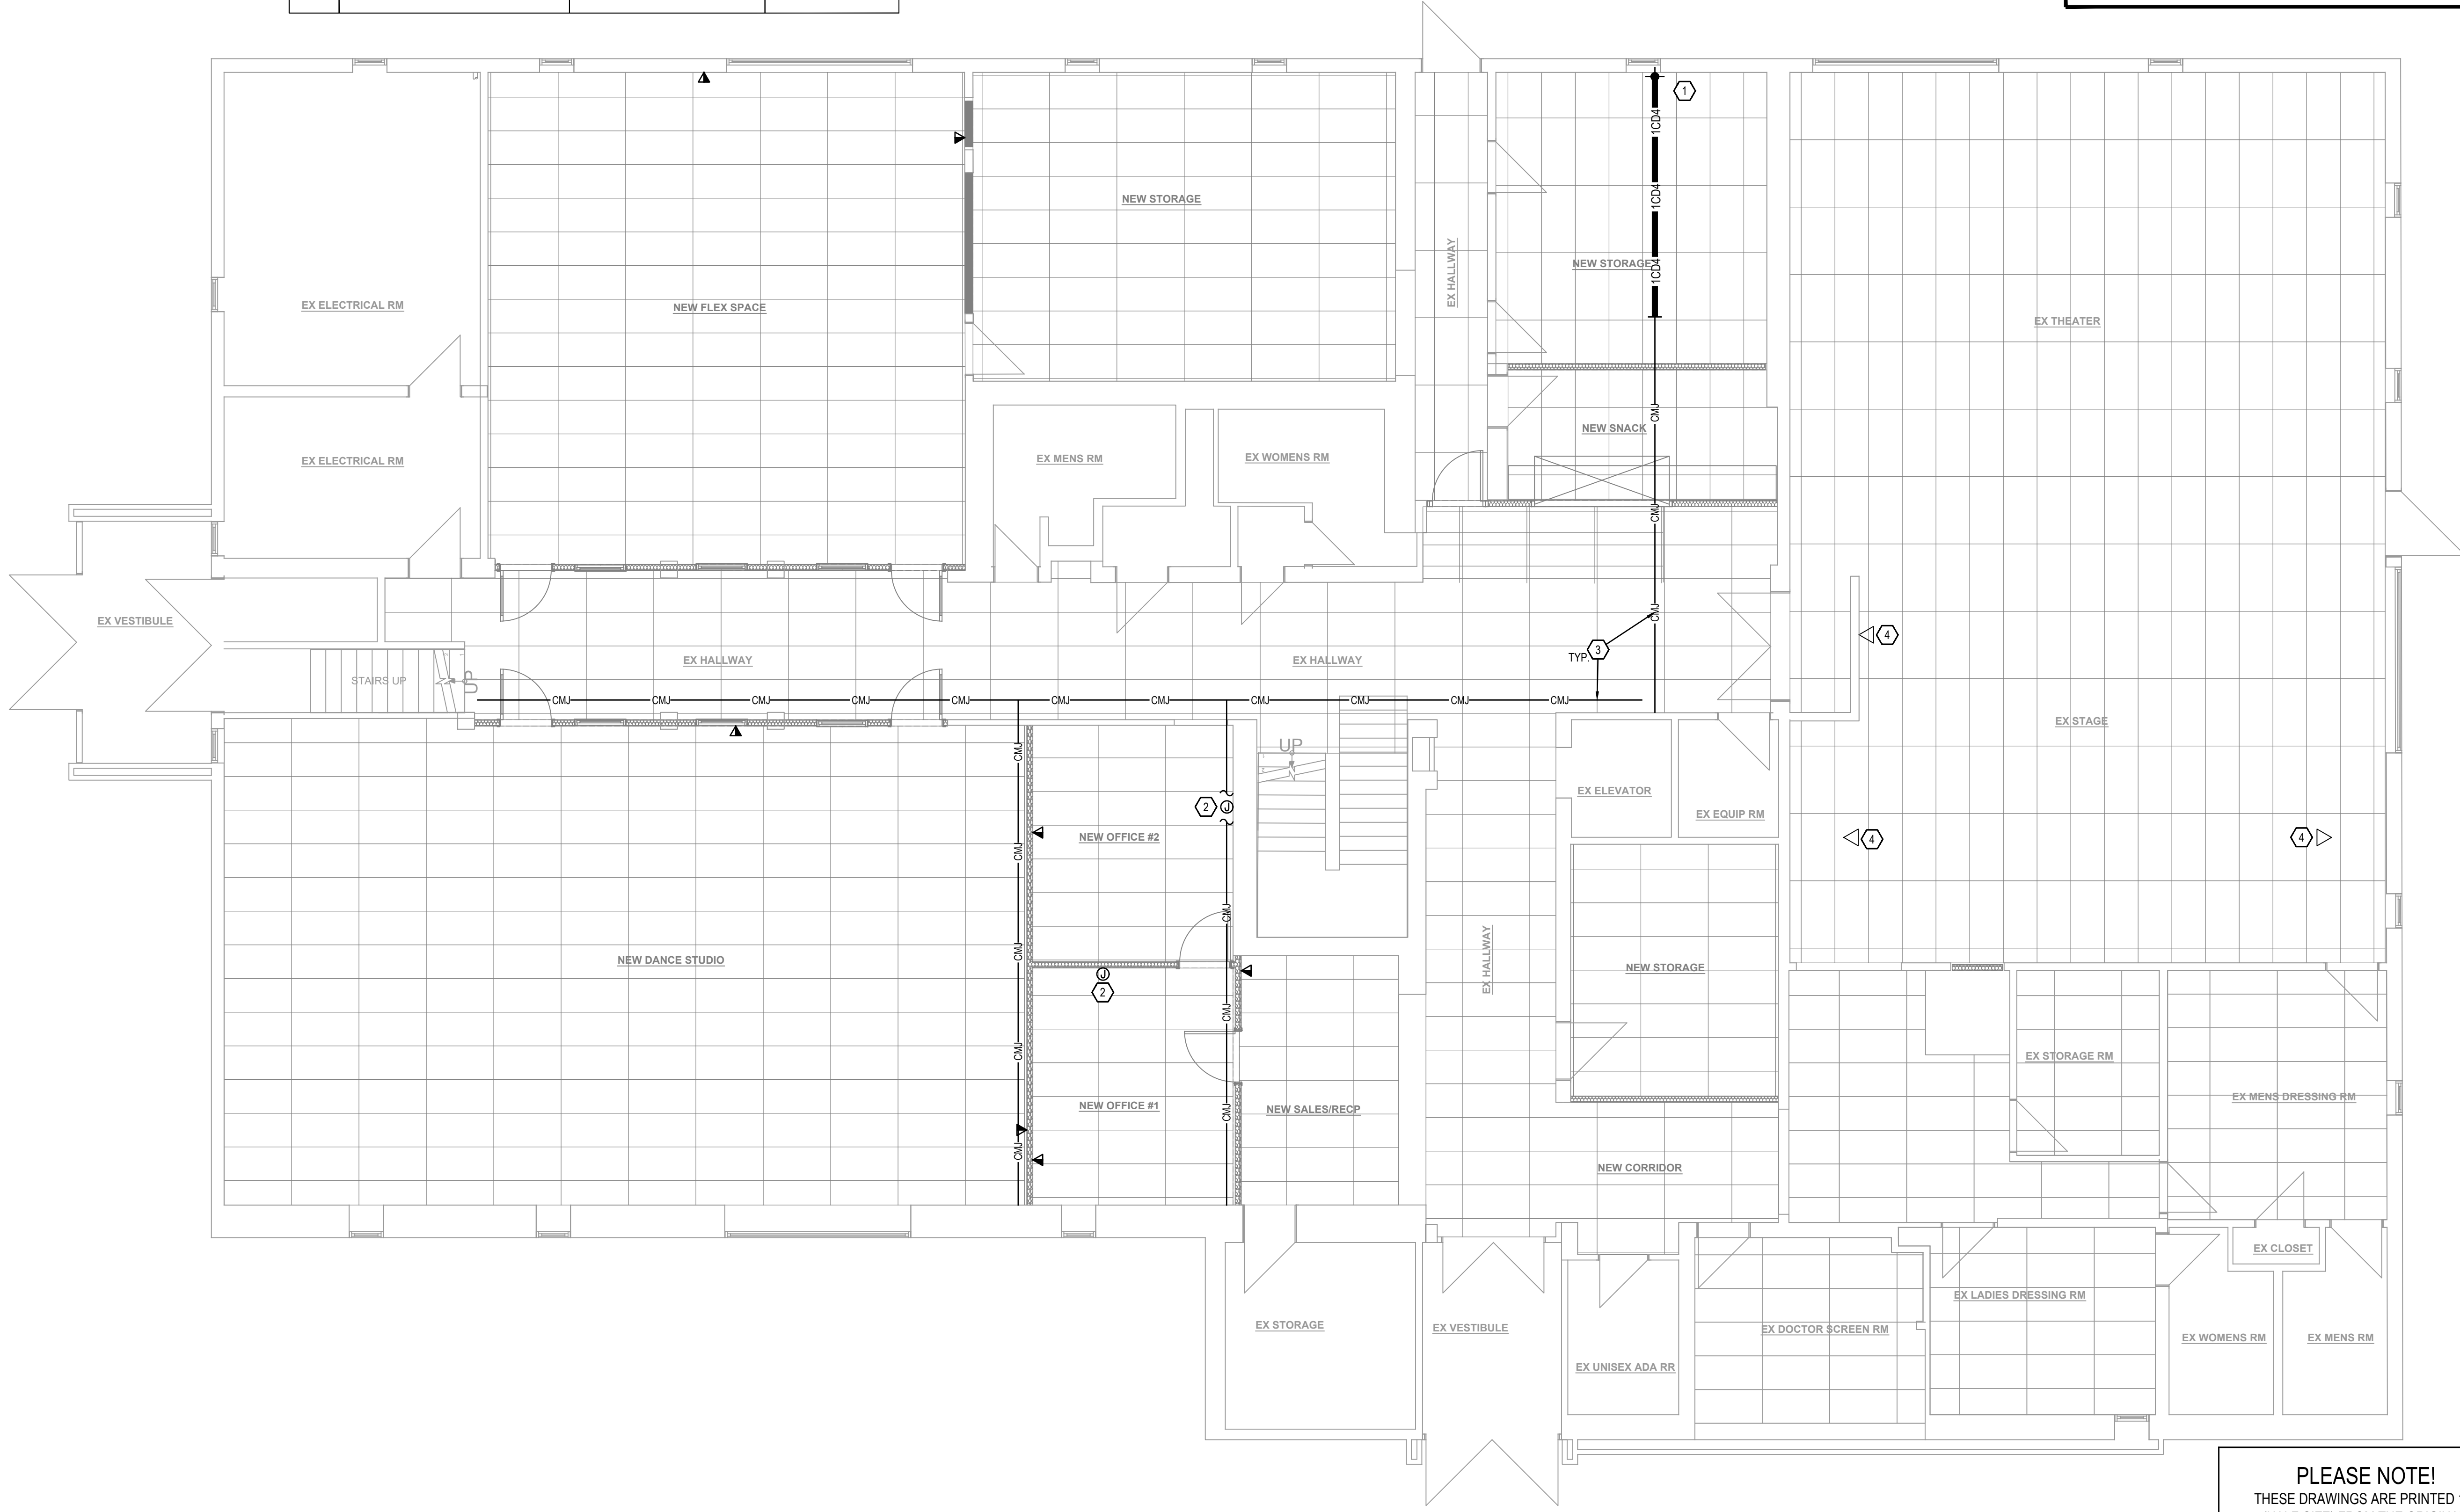 1
1CD4
1CD4
1CD4
NEW STORAGE
EX HALLWAY
NEW STORAGE
EX ELECTRICAL RM
NEW FLEX SPACE
EX THEATER
CMJ
NEW SNACK
EX ELECTRICAL RM
EX MENS RM
EX WOMENS RM
CMJ
EX VESTIBULE
CMJ
4
TYP.
3
EX HALLWAY
EX HALLWAY
STAIRS UP
UP
CMJ
CMJ
CMJ
CMJ
CMJ
CMJ
CMJ
CMJ
CMJ
CMJ
CMJ
EX STAGE
UP
CMJ
EX ELEVATOR
EX EQUIP RM
2
J
NEW OFFICE #2
CMJ
4
4
CMJ
CMJ
NEW DANCE STUDIO
EX HALLWAY
NEW STORAGE
J
2
CMJ
CMJ
EX STORAGE RM
EX MENS DRESSING RM
NEW OFFICE #1
CMJ
NEW SALES/RECP
CMJ
NEW CORRIDOR
EX CLOSET
EX LADIES DRESSING RM
EX STORAGE
EX VESTIBULE
EX DOCTOR SCREEN RM
EX WOMENS RM
EX MENS RM
EX UNISEX ADA RR
PLEASE NOTE!
THESE DRAWINGS ARE PRINTED